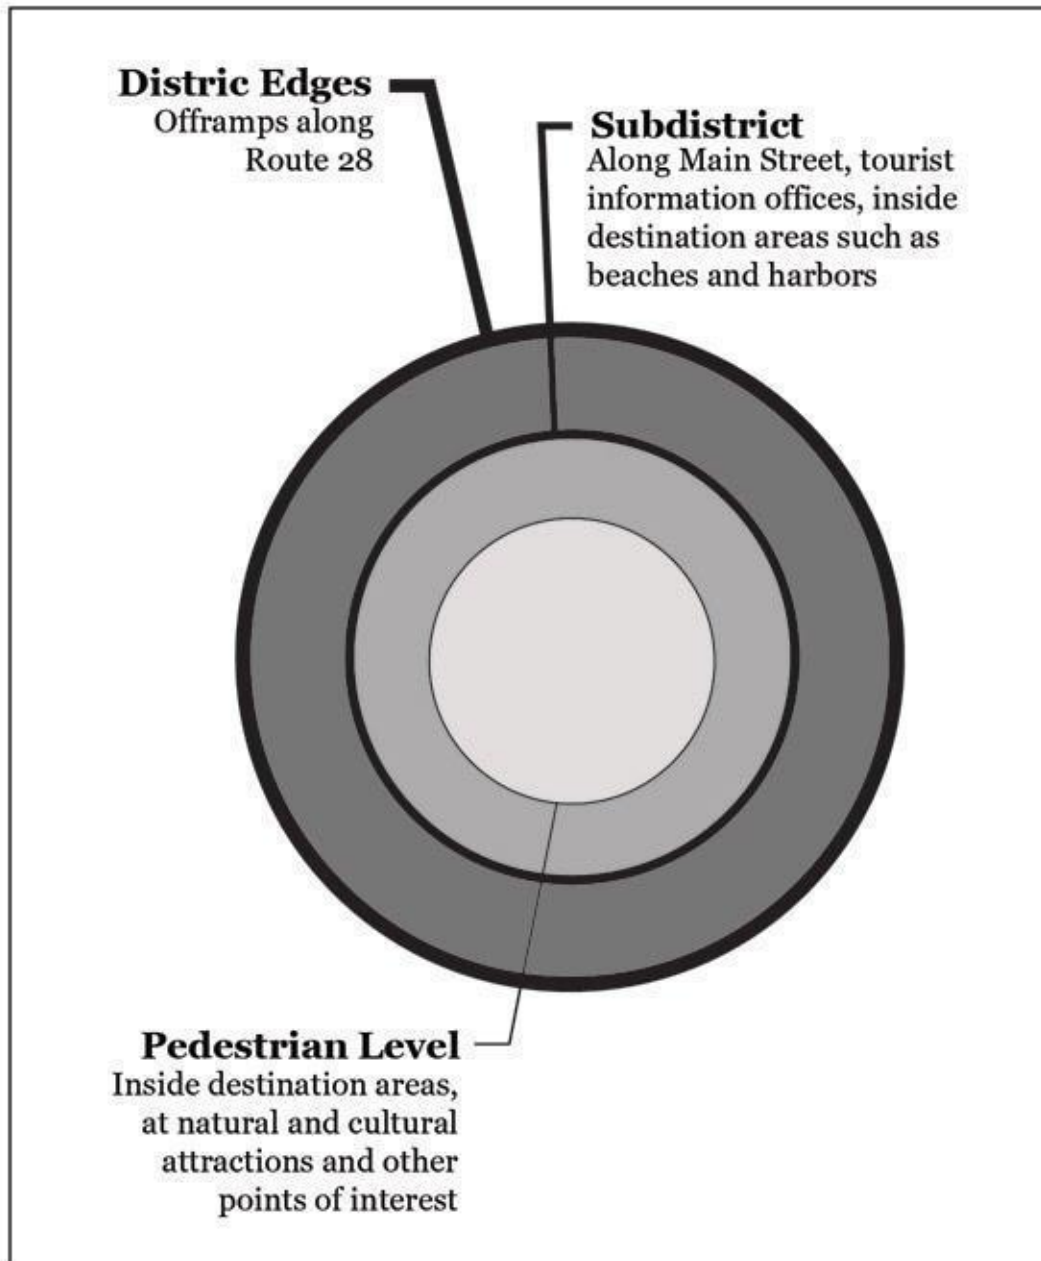 Distric Edges
Offramps along
Route 28
Subdistrict
Along Main Street, tourist
information offices, inside
destination areas such as
beaches and harbors
Pedestrian Level
Inside destination areas,
at natural and cultural
attractions and other
points of interest